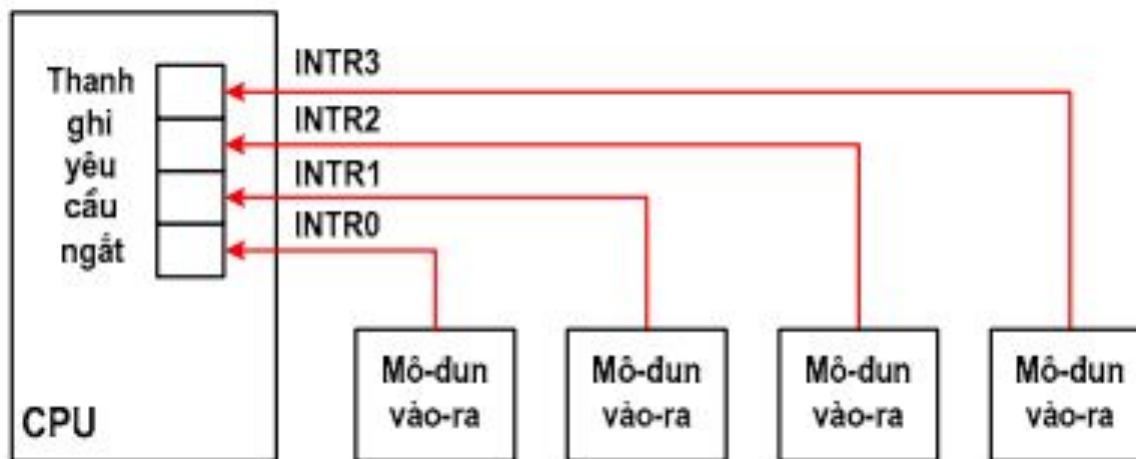 INTR3
Thanh
ghi
yêu
cầu
ngắt
INTR2
INTR1
INTR0
CPU
Mô-đun
vào-ra
Mô-đun
vào-ra
Mô-đun
vào-ra
Mô-đun
vào-ra